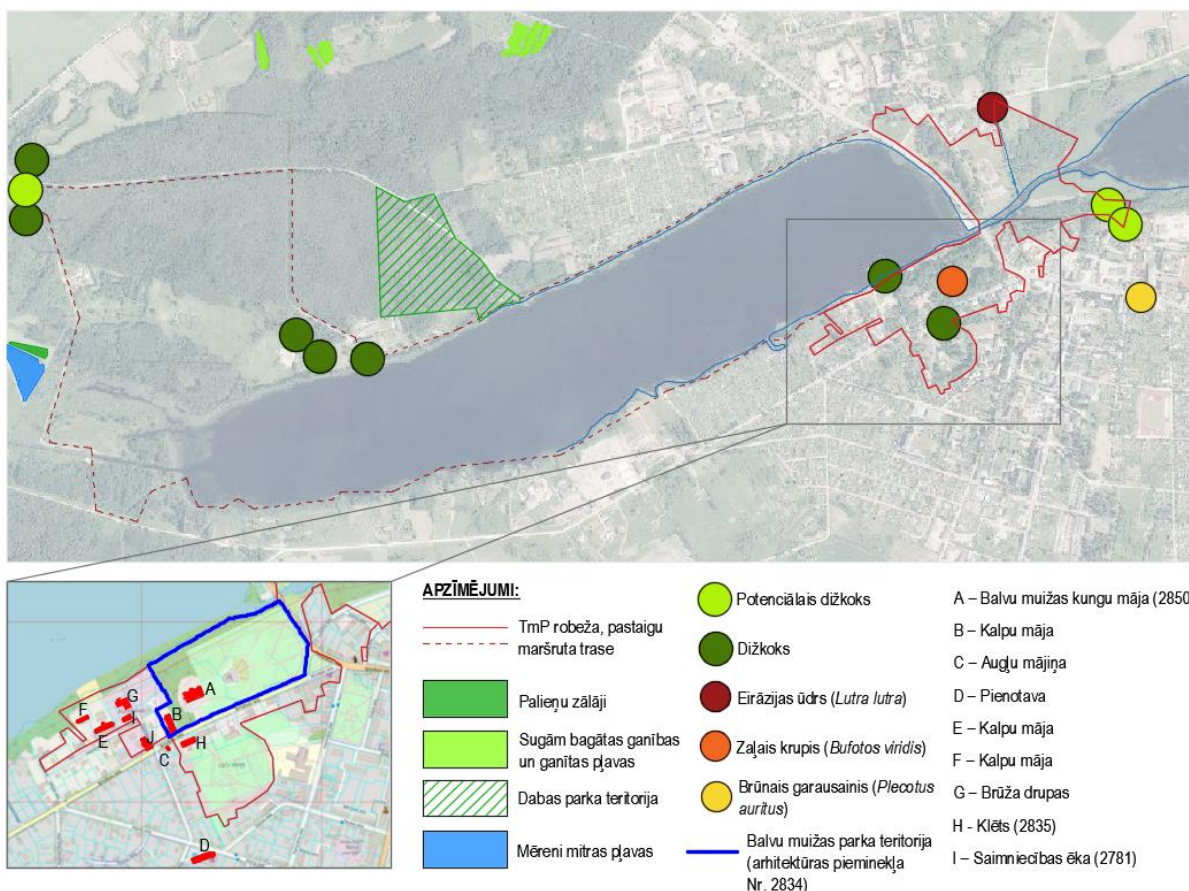 A
B
C
D
E
F
G
H
I
J
APZĪMĒJUMI:
TmP robeža, pastaigu
maršruta trase
Palieņu zālāji
Sugām bagātas ganības
un ganītas pļavas
Dabas parka teritorija
Mēreni mitras pļavas
Potenciālais dižkoks
Dižkoks
Eirāzijas ūdrs (Lutra lutra)
Zaļais krupis (Bufotos viridis)
Brūnais garausainis (Plecotus
auritus)
Balvu muižas parka teritorija
(arhitektūras pieminekļa
Nr. 2834)
A – Balvu muižas kungu māja (2850
B – Kalpu māja
C – Augļu mājiņa
D – Pienotava
E – Kalpu māja
F – Kalpu māja
G – Brūža drupas
H - Klēts (2835)
I – Saimniecības ēka (2781)